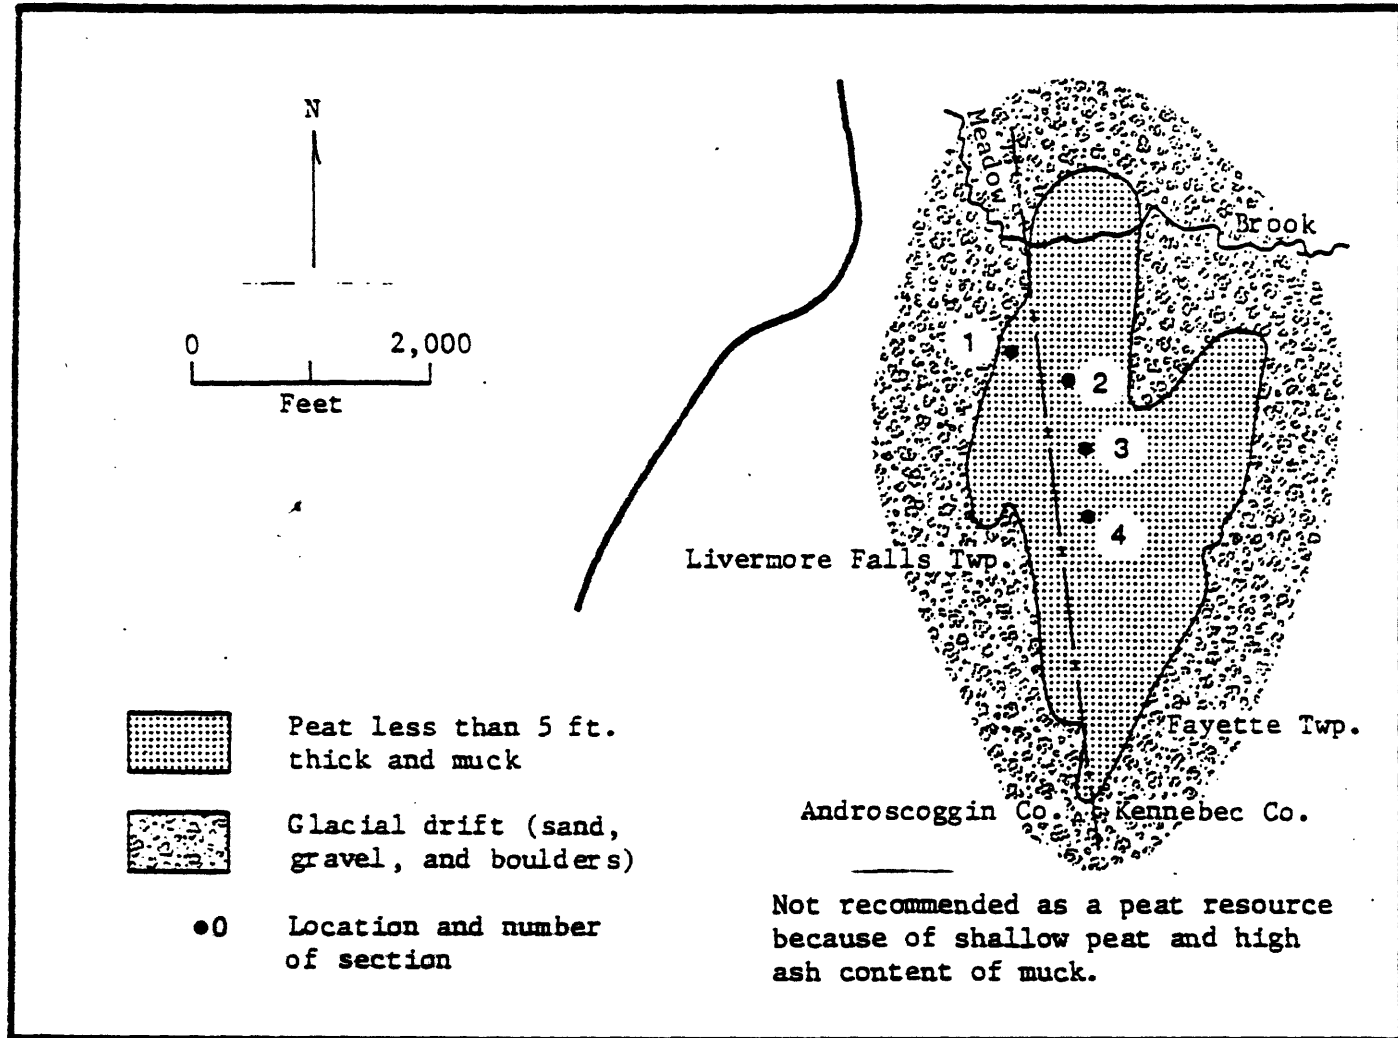 N
0 2,000
Feet
Meadow
Brook
1
2
3
4
Livermore Falls Twp.
Fayette Twp.
Androscoggin Co. Kennebec Co.
Peat less than 5 ft.
thick and muck
Glacial drift (sand,
gravel, and boulders)
0 Location and number
of section
Not recommended as a peat resource
because of shallow peat and high
ash content of muck.